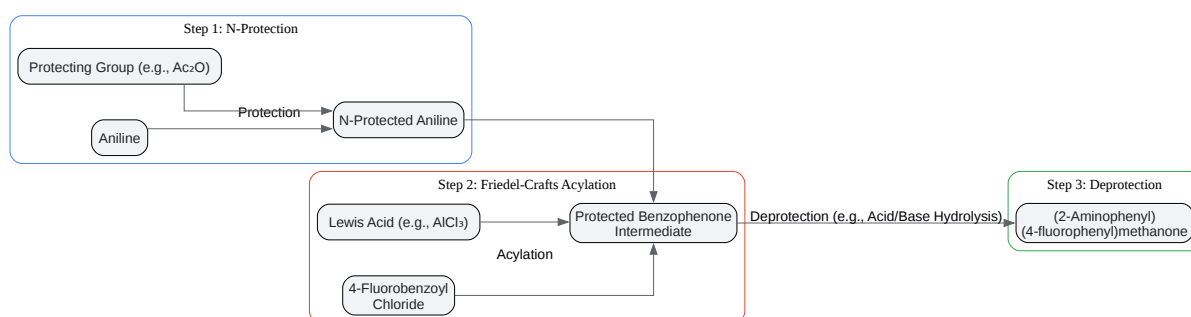 Step 1: N-Protection
Protecting Group (e.g., Ac₂O)
Protection
N-Protected Aniline
Aniline
Step 2: Friedel-Crafts Acylation
Lewis Acid (e.g., AlCl₃)
Protected Benzophenone
Intermediate
Acylation
4-Fluorobenzoyl
Chloride
Deprotection (e.g., Acid/Base Hydrolysis)
Step 3: Deprotection
(2-Aminophenyl)
(4-fluorophenyl)methanone